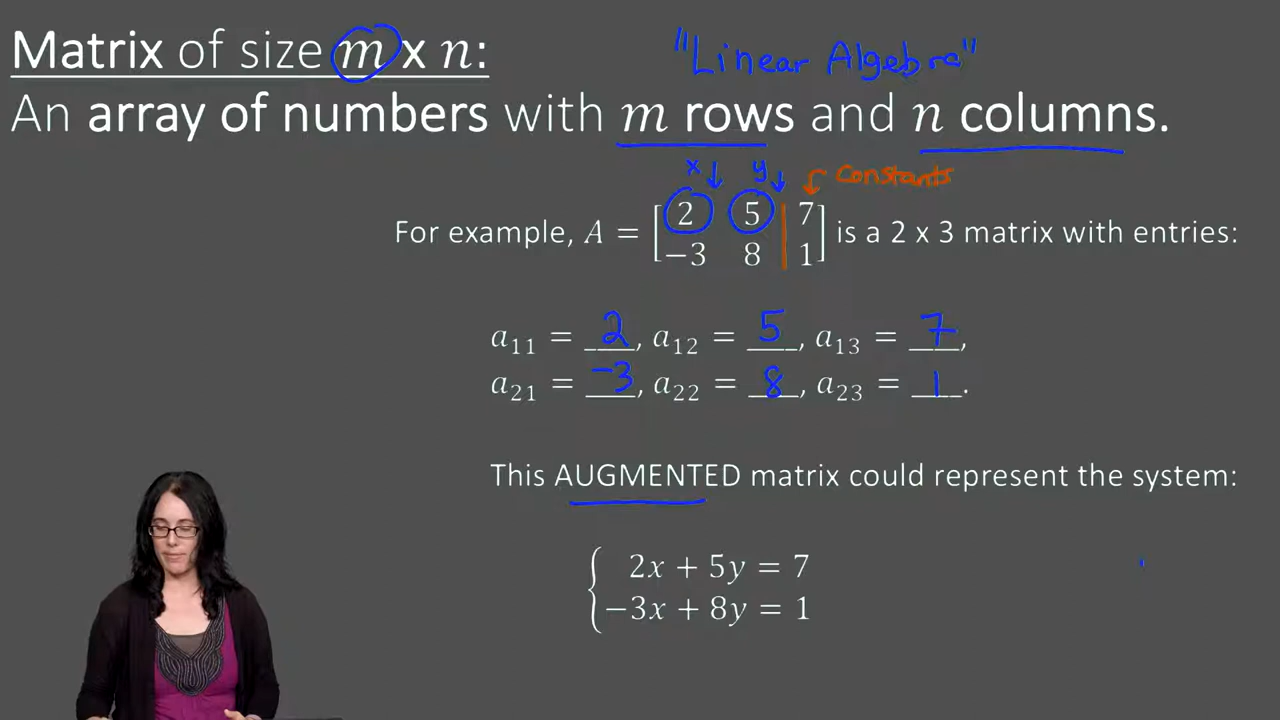 Matrix of size m x n:
"Linear Algebra"
An array of numbers with m rows and n columns.
x y Constants
For example, A = [2 5 | 7
−3 8 | 1] is a 2 x 3 matrix with entries:
a₁₁ = 2, a₁₂ = 5, a₁₃ = 7,
a₂₁ = −3, a₂₂ = 8, a₂₃ = 1.
This AUGMENTED matrix could represent the system:
{ 2x + 5y = 7
−3x + 8y = 1